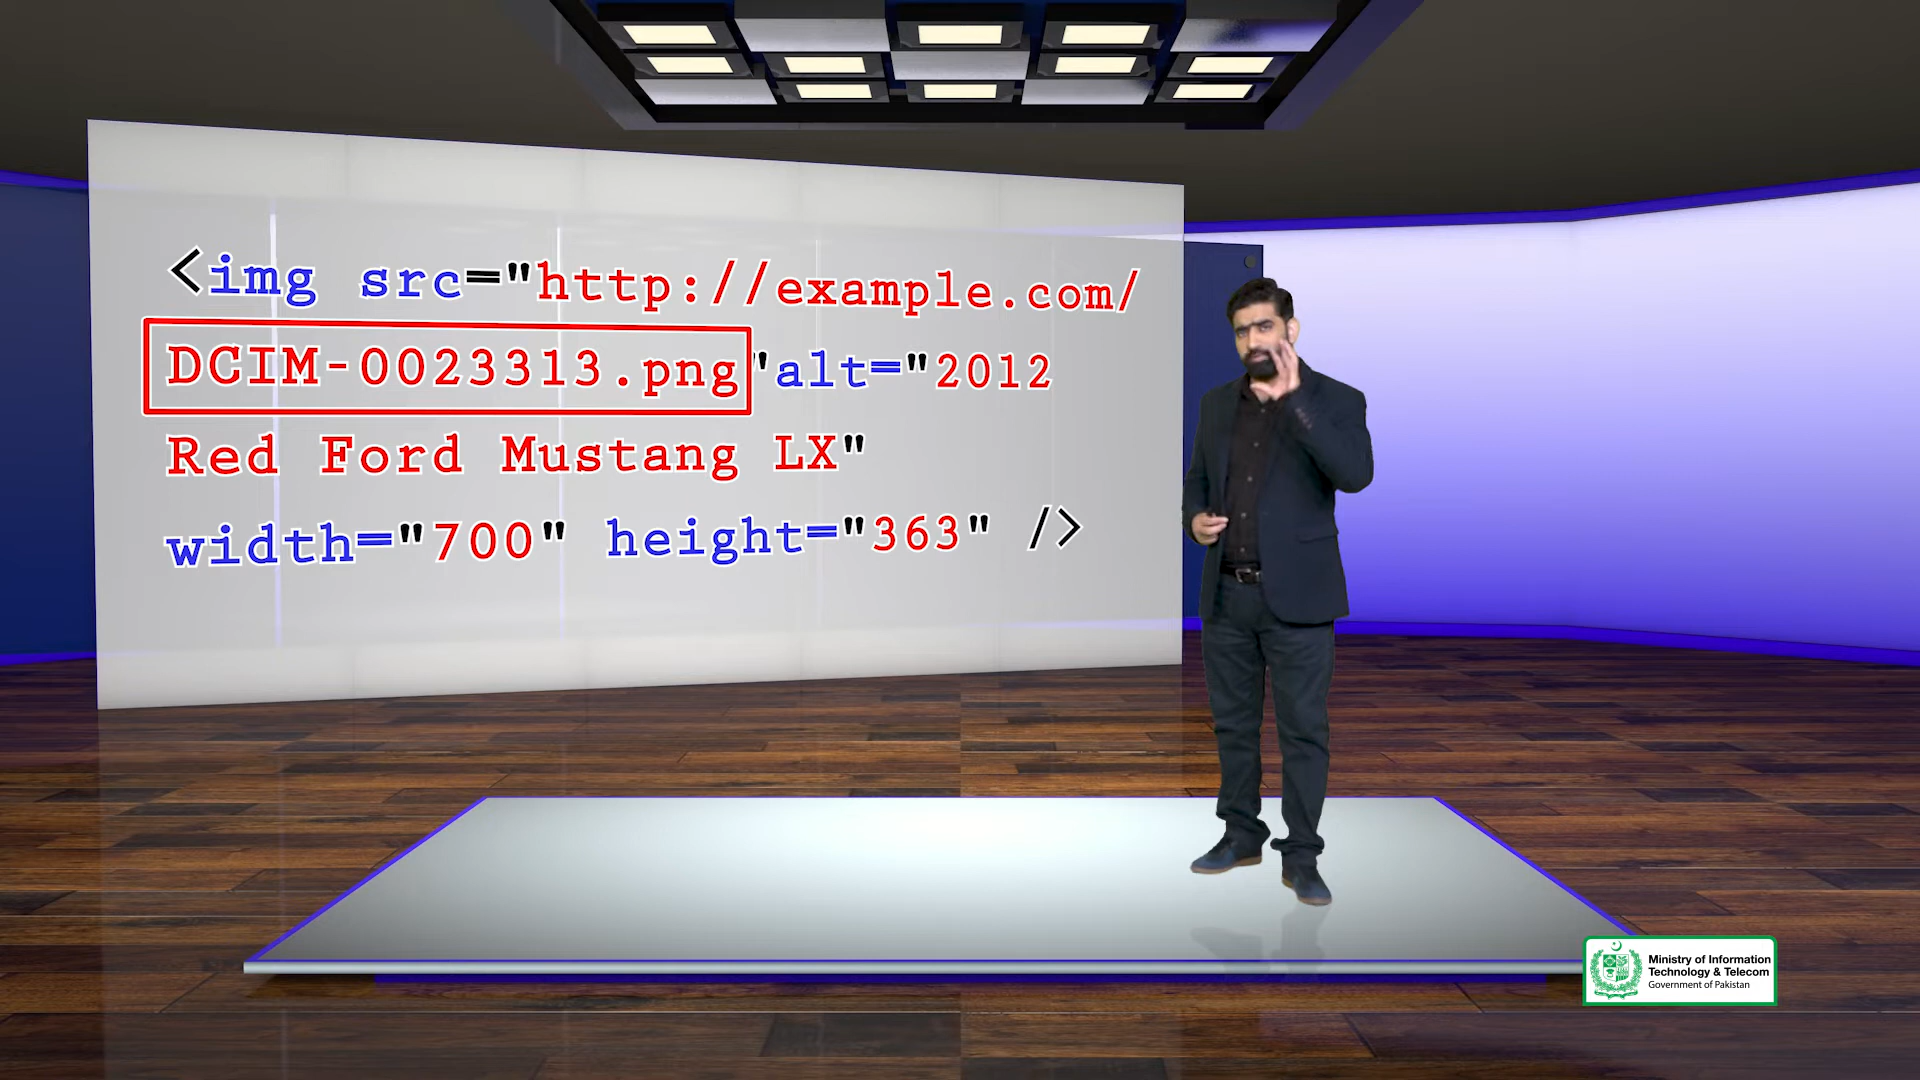 <img src="http://example.com/
DCIM-0023313.png"alt="2012
Red Ford Mustang LX"
width="700" height="363" />
Ministry of Information
Technology & Telecom
Government of Pakistan